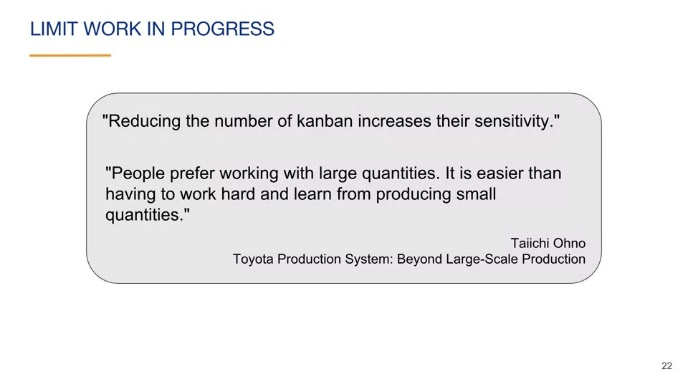 LIMIT WORK IN PROGRESS
"Reducing the number of kanban increases their sensitivity."
"People prefer working with large quantities. It is easier than
having to work hard and learn from producing small
quantities."
Taiichi Ohno
Toyota Production System: Beyond Large-Scale Production
22